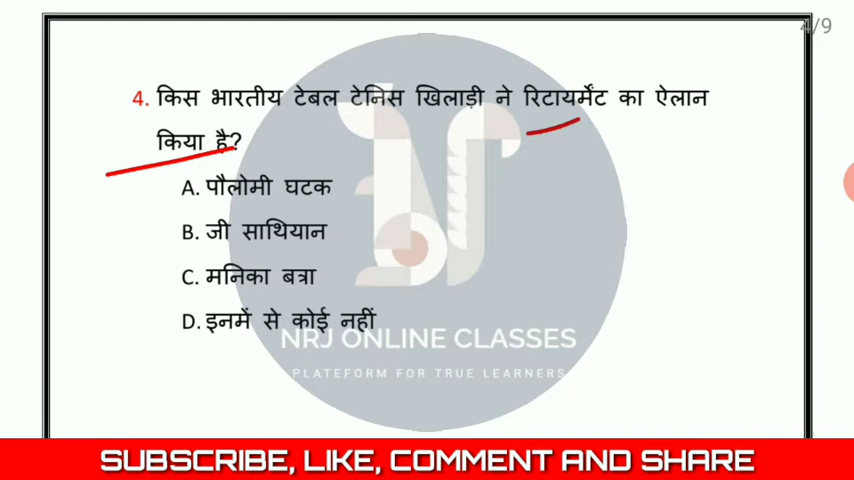 4/9
4. किस भारतीय टेबल टेनिस खिलाड़ी ने रिटायर्मेंट का ऐलान
किया है?
A. पौलोमी घटक
B. जी साथियान
C. मनिका बत्रा
D. इनमें से कोई नहीं
NRJ ONLINE CLASSES
PLATEFORM FOR TRUE LEARNERS
SUBSCRIBE, LIKE, COMMENT AND SHARE